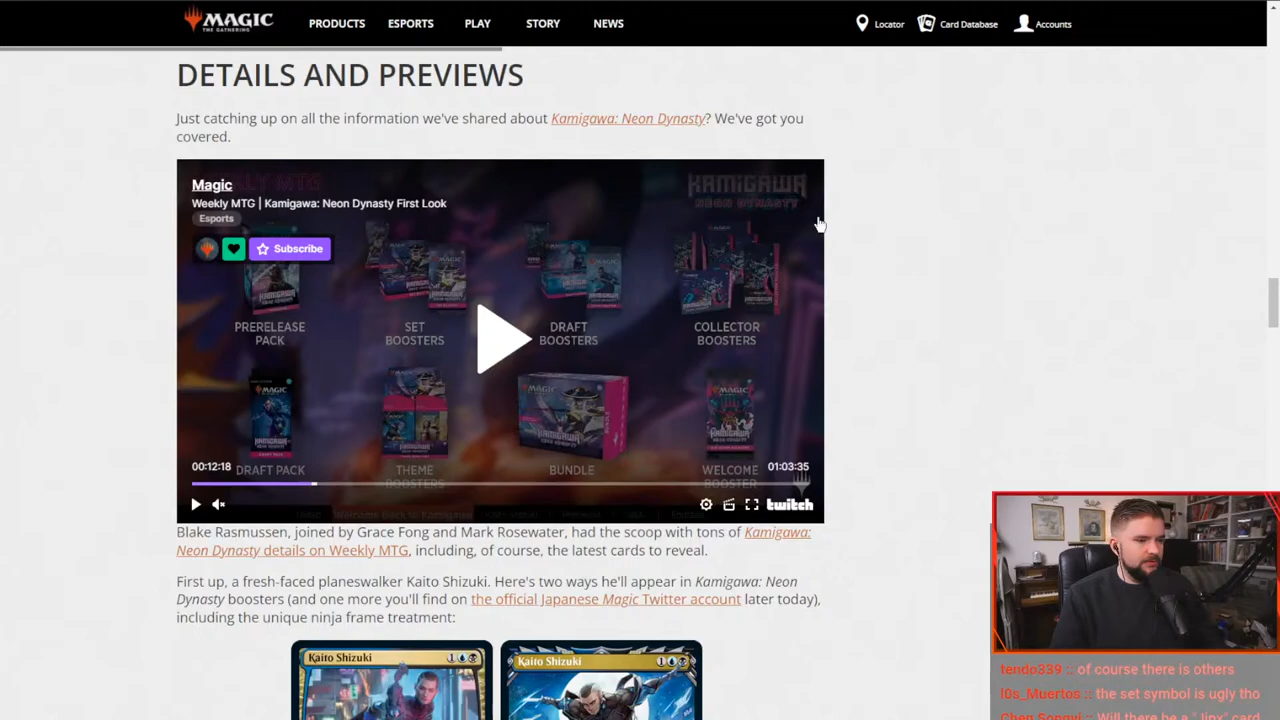 MAGIC
THE GATHERING
PRODUCTS
ESPORTS
PLAY
STORY
NEWS
Locator
Card Database
Accounts
DETAILS AND PREVIEWS
Just catching up on all the information we've shared about Kamigawa: Neon Dynasty? We've got you
covered.
Magic
KAMIGAWA
NEON DYNASTY
Weekly MTG | Kamigawa: Neon Dynasty First Look
Esports
Subscribe
PRERELEASE
PACK
SET
BOOSTERS
DRAFT
BOOSTERS
COLLECTOR
BOOSTERS
00:12:18
DRAFT PACK
THEME
BOOSTERS
BUNDLE
WELCOME
BOOSTER
01:03:35
twitch
Blake Rasmussen, joined by Grace Fong and Mark Rosewater, had the scoop with tons of Kamigawa:
Neon Dynasty details on Weekly MTG, including, of course, the latest cards to reveal.
First up, a fresh-faced planeswalker Kaito Shizuki. Here's two ways he'll appear in Kamigawa: Neon
Dynasty boosters (and one more you'll find on the official Japanese Magic Twitter account later today),
including the unique ninja frame treatment:
Kaito Shizuki 1
Kaito Shizuki 1
tendo339 :: of course there is others
l0s_Muertos :: the set symbol is ugly tho